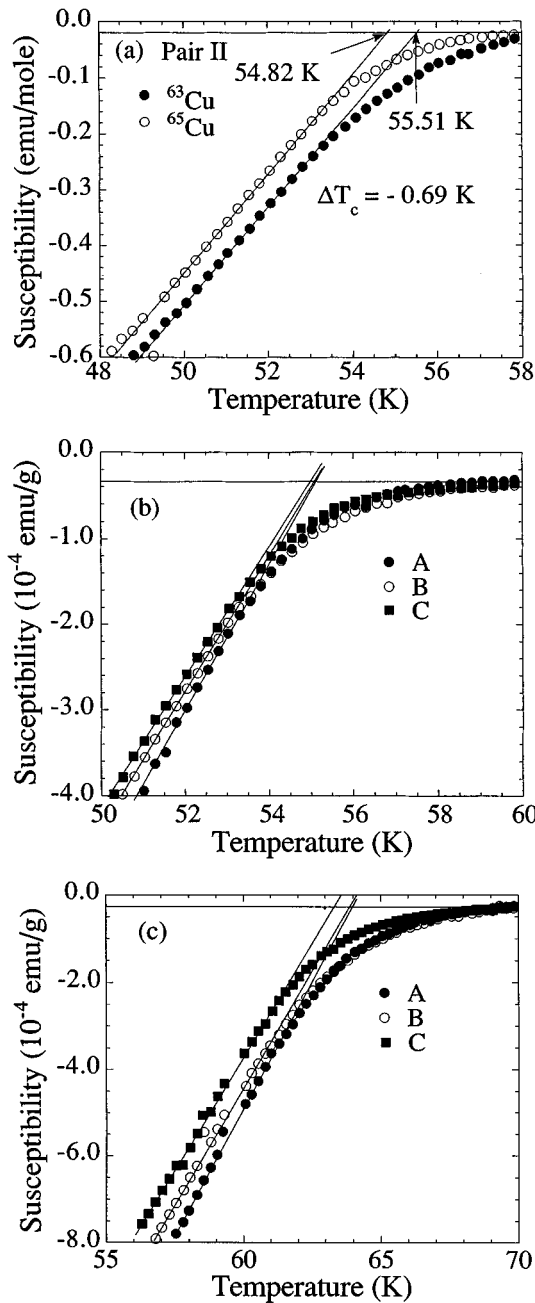 (a) Pair II
54.82 K
55.51 K
⁶³Cu
⁶⁵Cu
ΔT_c = - 0.69 K
Susceptibility (emu/mole)
0.0
-0.1
-0.2
-0.3
-0.4
-0.5
-0.6
48 50 52 54 56 58
Temperature (K)
(b)
A
B
C
Susceptibility (10⁻⁴ emu/g)
0.0
-1.0
-2.0
-3.0
-4.0
50 52 54 56 58 60
Temperature (K)
(c)
A
B
C
Susceptibility (10⁻⁴ emu/g)
0.0
-2.0
-4.0
-6.0
-8.0
55 60 65 70
Temperature (K)